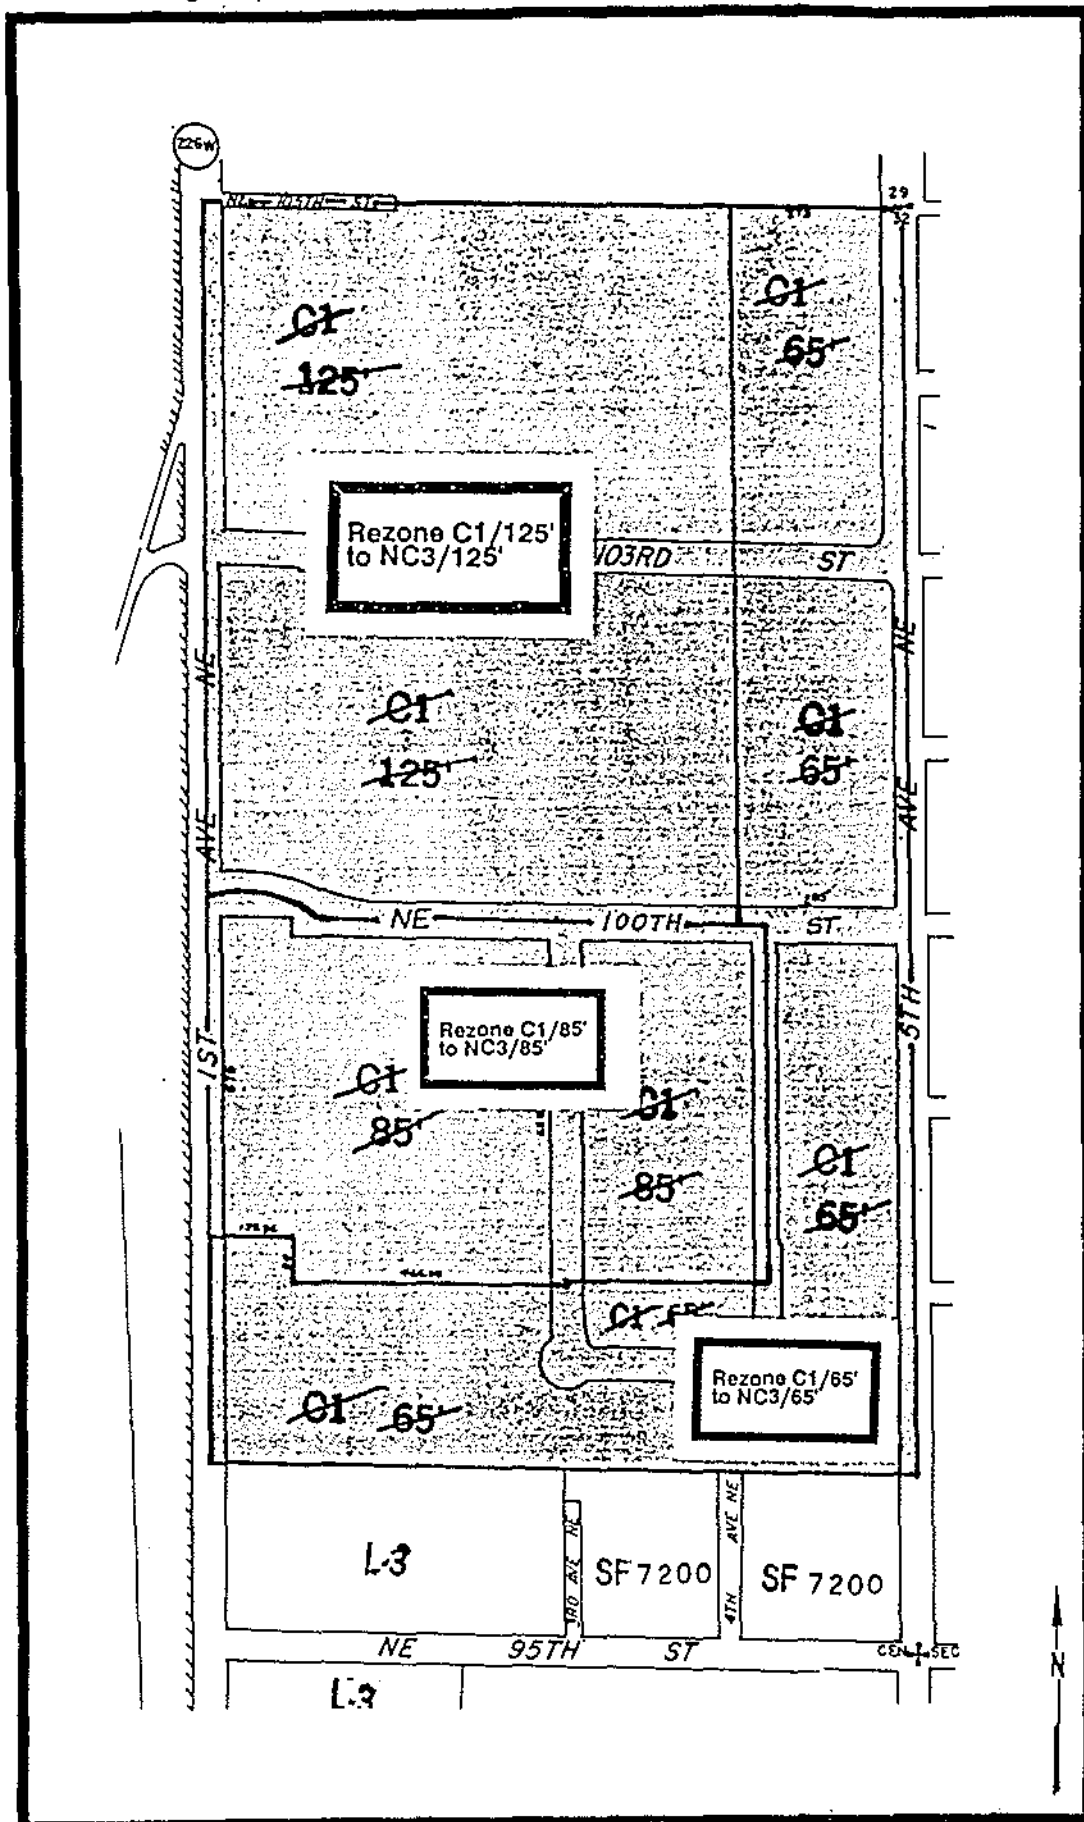 226W
NE 105TH ST
29
32
C1
125'
C1
65'
Rezone C1/125'
to NC3/125'
103RD ST
NE
NE
C1
125'
C1
65'
AVE
AVE
NE 100TH ST.
1ST
5TH
Rezone C1/85'
to NC3/85'
C1
85'
C1
85'
C1
65'
C1
C1 65'
Rezone C1/65'
to NC3/65'
L-3
3RD AVE NE
SF 7200
4TH AVE NE
SF 7200
NE 95TH ST
CEN SEC
L-3
N